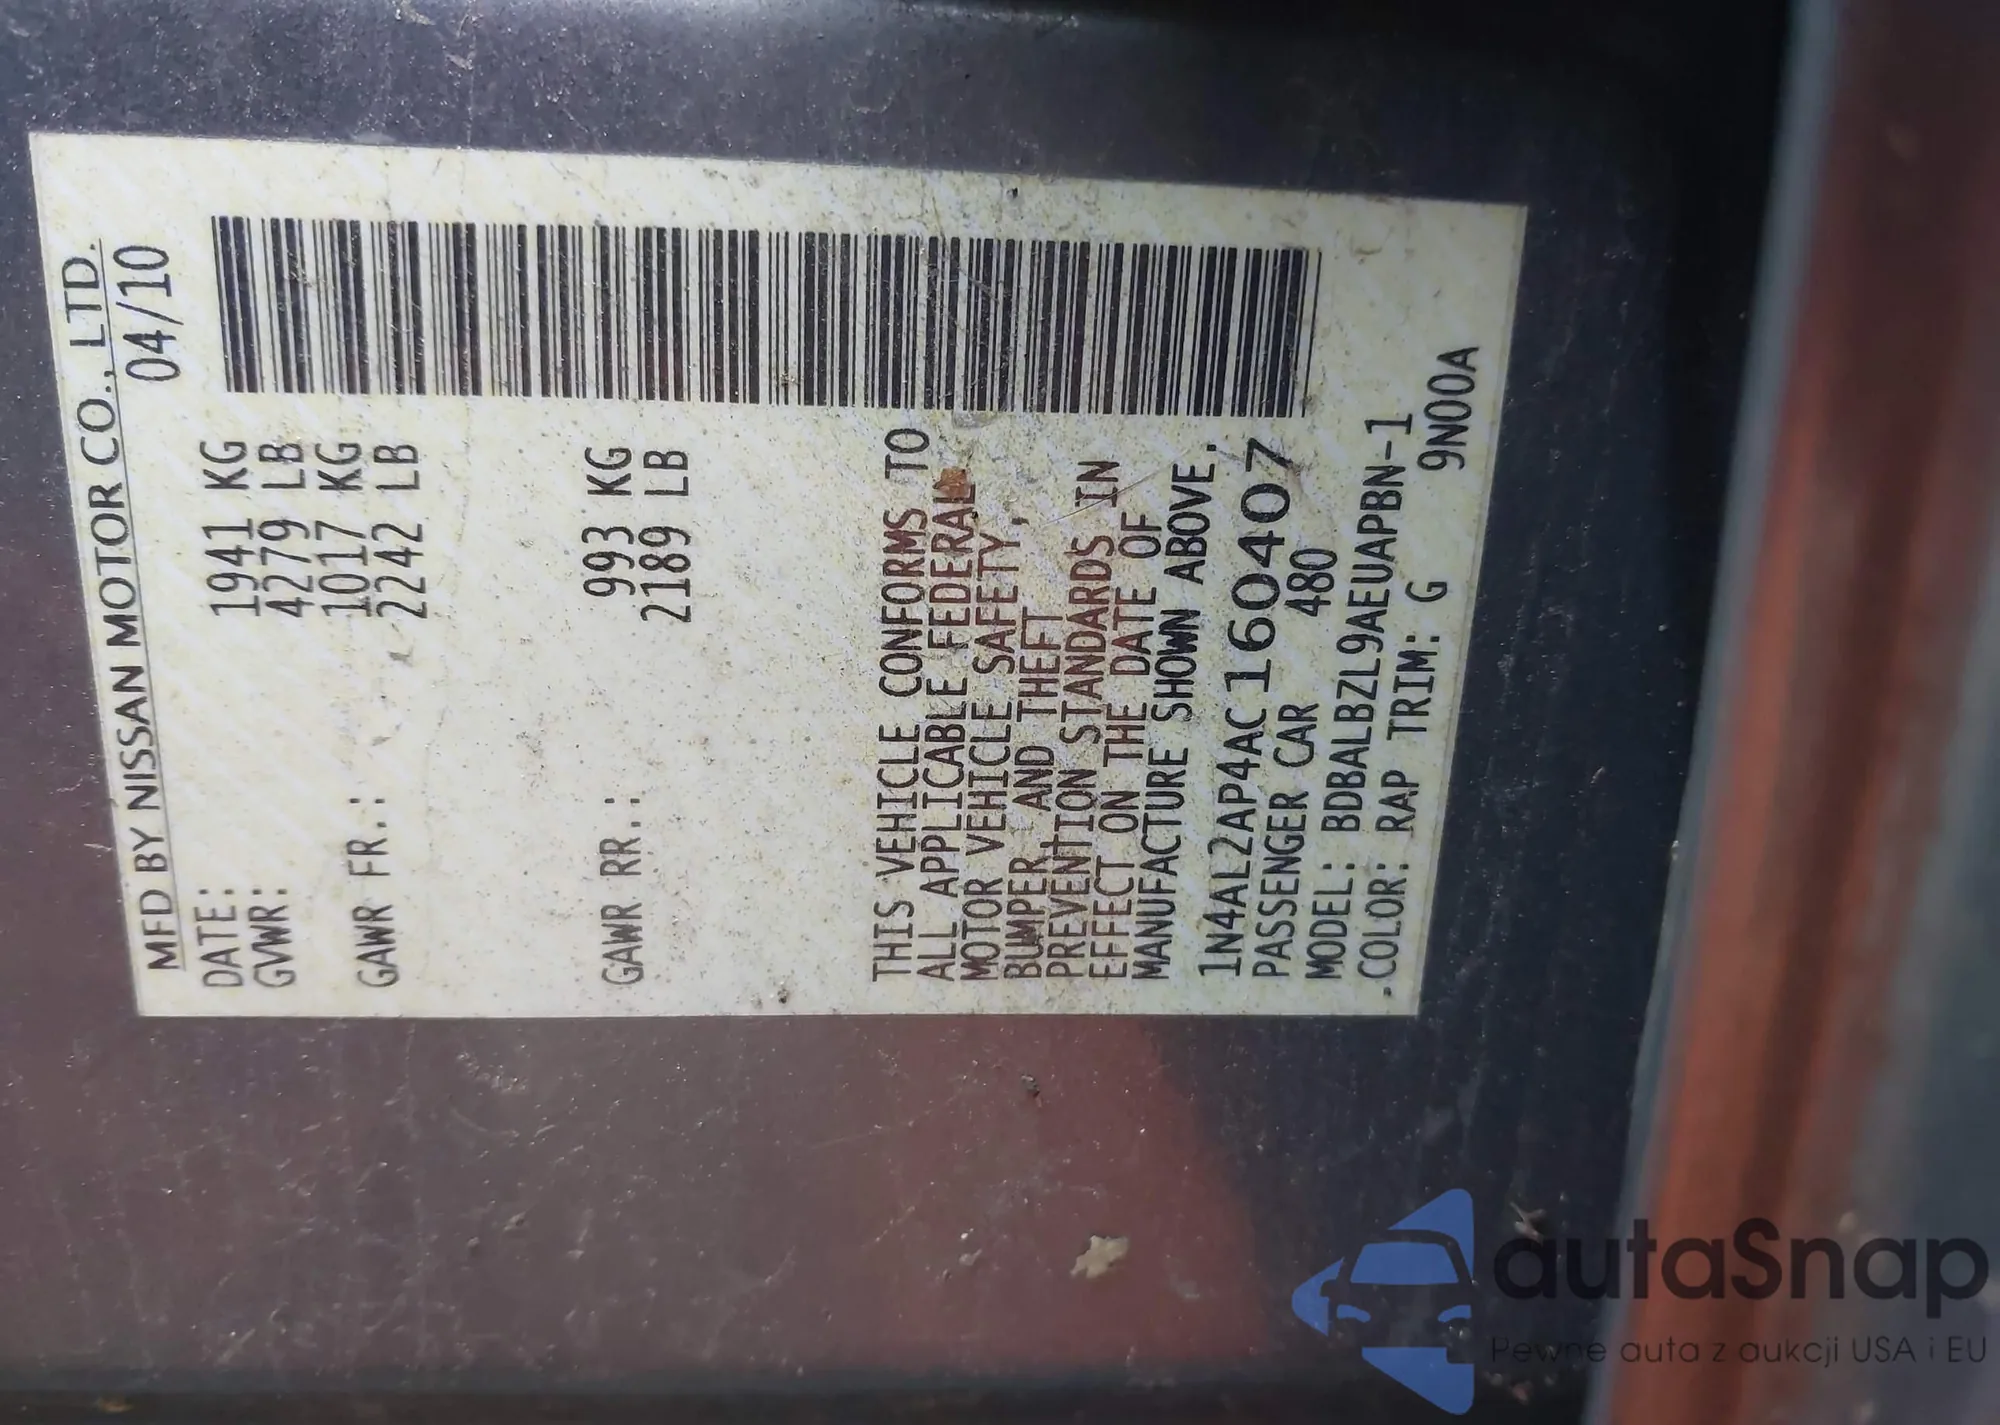 MFD BY NISSAN MOTOR CO., LTD.
DATE: 04/10
GVWR: 1941 KG
4279 LB
GAWR FR.: 1017 KG
2242 LB
GAWR RR.: 993 KG
2189 LB
THIS VEHICLE CONFORMS TO
ALL APPLICABLE FEDERAL
MOTOR VEHICLE SAFETY,
BUMPER, AND THEFT
PREVENTION STANDARDS IN
EFFECT ON THE DATE OF
MANUFACTURE SHOWN ABOVE.
1N4AL2AP4AC160407
PASSENGER CAR 480
MODEL: BDBALBZL9AEUAPBN-1
COLOR: RAP TRIM: G 9N00A
autaSnap
Pewne auta z aukcji USA i EU